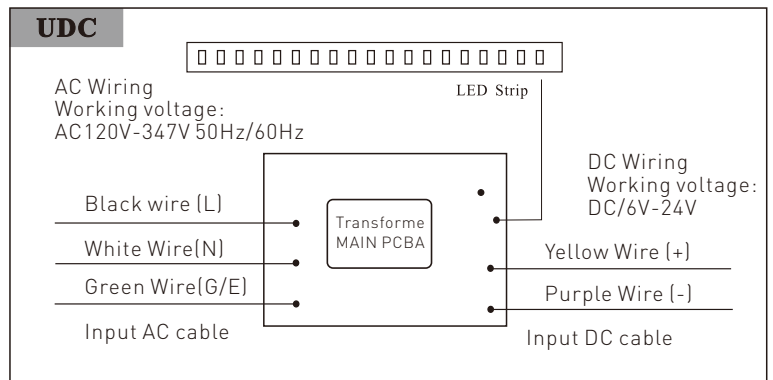 UDC
LED Strip
AC Wiring
Working voltage:
AC120V-347V 50Hz/60Hz
DC Wiring
Working voltage:
DC/6V-24V
Black wire (L)
White Wire(N)
Green Wire(G/E)
Input AC cable
Transforme
MAIN PCBA
Yellow Wire (+)
Purple Wire (-)
Input DC cable